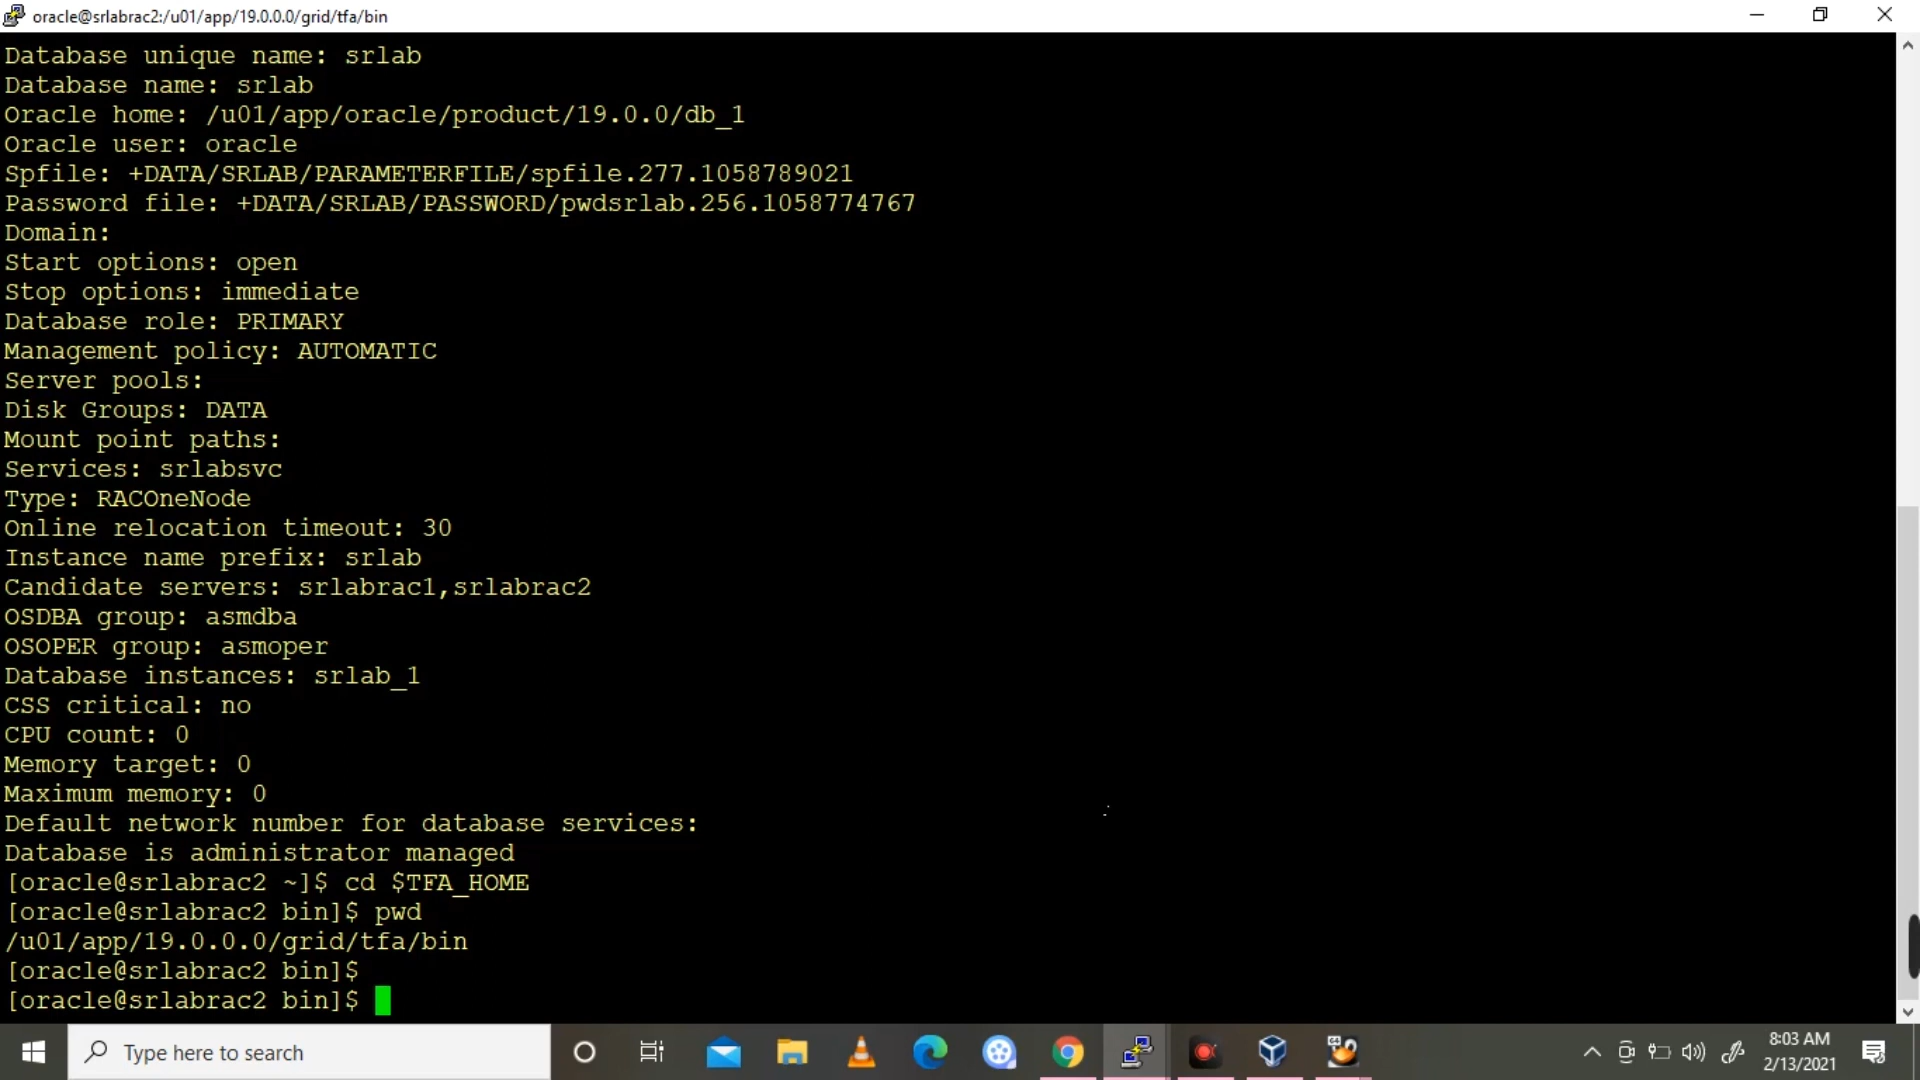 oracle@srlabrac2:/u01/app/19.0.0.0/grid/tfa/bin
Database unique name: srlab
Database name: srlab
Oracle home: /u01/app/oracle/product/19.0.0/db_1
Oracle user: oracle
Spfile: +DATA/SRLAB/PARAMETERFILE/spfile.277.1058789021
Password file: +DATA/SRLAB/PASSWORD/pwdsrlab.256.1058774767
Domain:
Start options: open
Stop options: immediate
Database role: PRIMARY
Management policy: AUTOMATIC
Server pools:
Disk Groups: DATA
Mount point paths:
Services: srlabsvc
Type: RACOneNode
Online relocation timeout: 30
Instance name prefix: srlab
Candidate servers: srlabrac1,srlabrac2
OSDBA group: asmdba
OSOPER group: asmoper
Database instances: srlab_1
CSS critical: no
CPU count: 0
Memory target: 0
Maximum memory: 0
Default network number for database services:
Database is administrator managed
[oracle@srlabrac2 ~]$ cd $TFA_HOME
[oracle@srlabrac2 bin]$ pwd
/u01/app/19.0.0.0/grid/tfa/bin
[oracle@srlabrac2 bin]$
[oracle@srlabrac2 bin]$
Type here to search
8:03 AM
2/13/2021